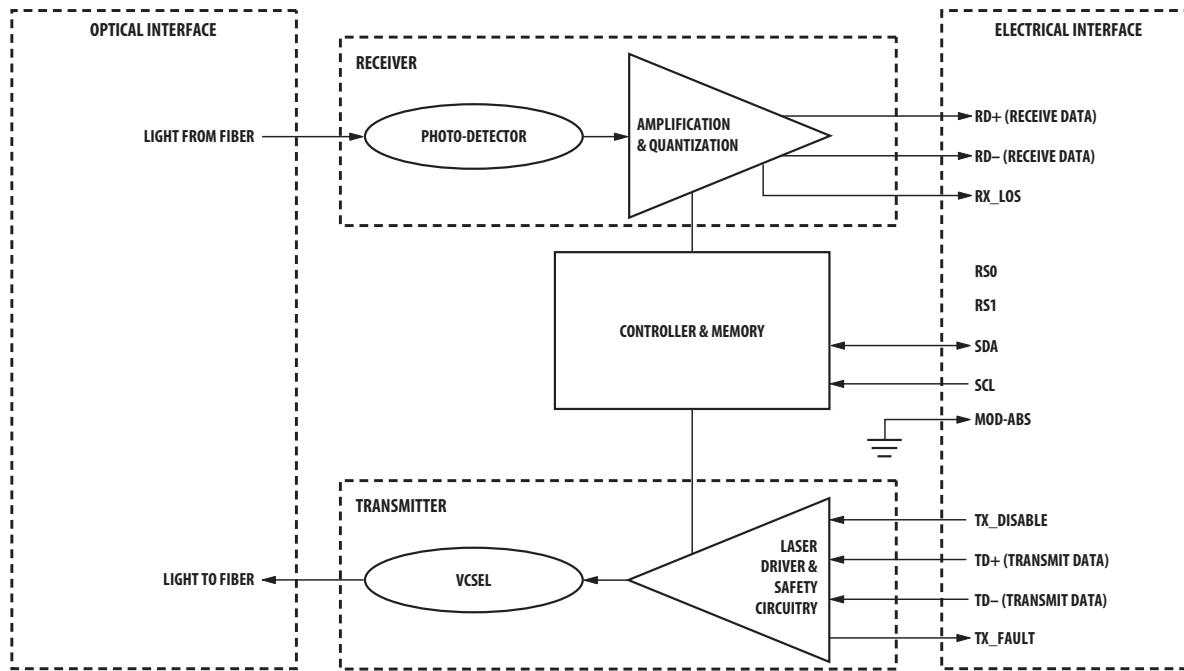 OPTICAL INTERFACE
ELECTRICAL INTERFACE
RECEIVER
LIGHT FROM FIBER
PHOTO-DETECTOR
AMPLIFICATION
& QUANTIZATION
RD+ (RECEIVE DATA)
RD– (RECEIVE DATA)
RX_LOS
RS0
RS1
CONTROLLER & MEMORY
SDA
SCL
MOD-ABS
TRANSMITTER
LIGHT TO FIBER
VCSEL
LASER
DRIVER &
SAFETY
CIRCUITRY
TX_DISABLE
TD+ (TRANSMIT DATA)
TD– (TRANSMIT DATA)
TX_FAULT